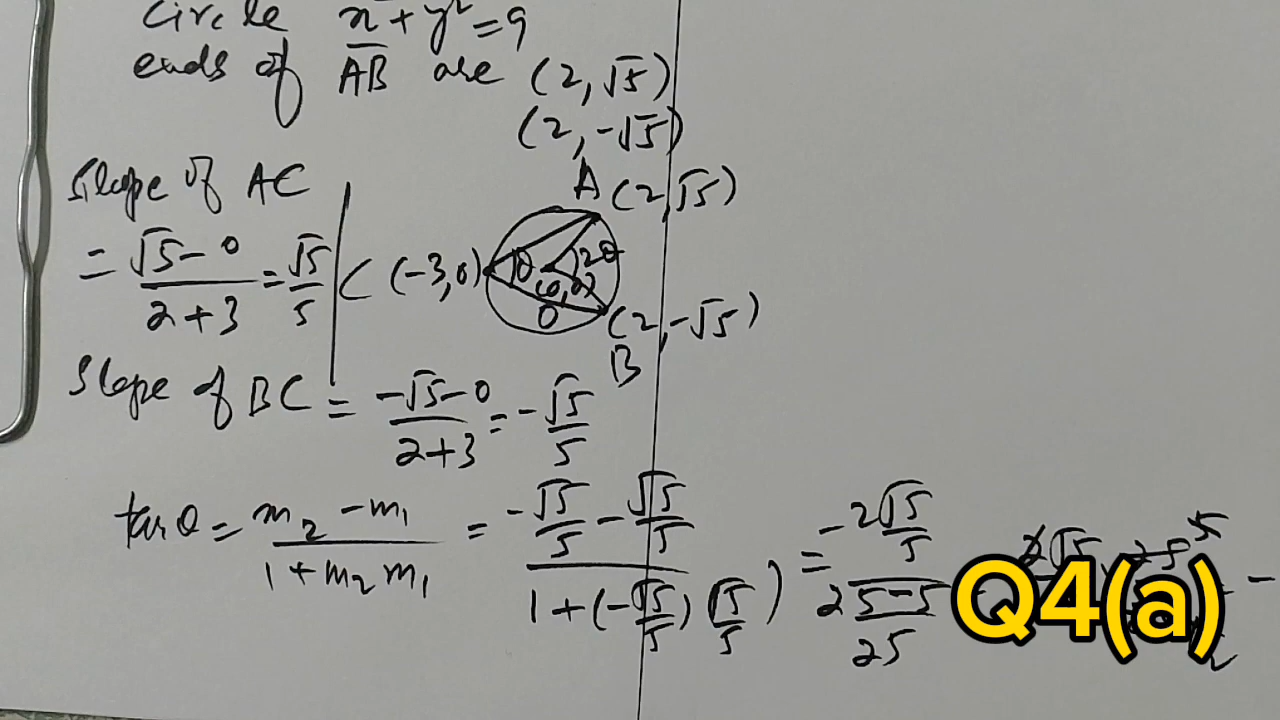 circle x² + y² = 9
ends of AB are (2, √5)
(2, -√5)
Slope of AC
= √5 - 0 / 2 + 3 = √5 / 5
A (2, √5)
C (-3, 0)
θ
2θ
(0, 0)
θ
(2, -√5)
B
Slope of BC = -√5 - 0 / 2 + 3 = - √5 / 5
tan θ = m₂ - m₁ / 1 + m₂ m₁ = - √5 / 5 - √5 / 5 / 1 + (- √5 / 5) (√5 / 5) = -2√5 / 5 / 25 - 5 / 25
Q4(a)